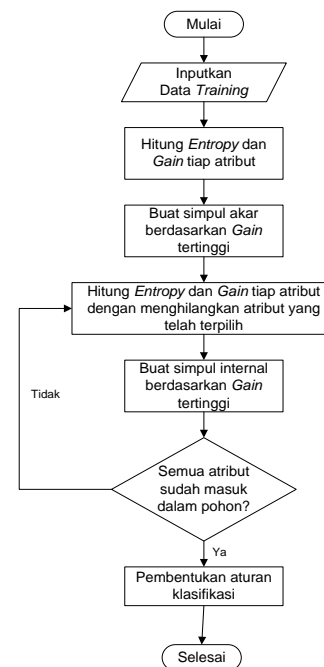 Mulai
Inputkan
Data Training
Hitung Entropy dan
Gain tiap atribut
Buat simpul akar
berdasarkan Gain
tertinggi
Hitung Entropy dan Gain tiap atribut
dengan menghilangkan atribut yang
telah terpilih
Buat simpul internal
berdasarkan Gain
tertinggi
Tidak
Semua atribut
sudah masuk
dalam pohon?
Ya
Pembentukan aturan
klasifikasi
Selesai